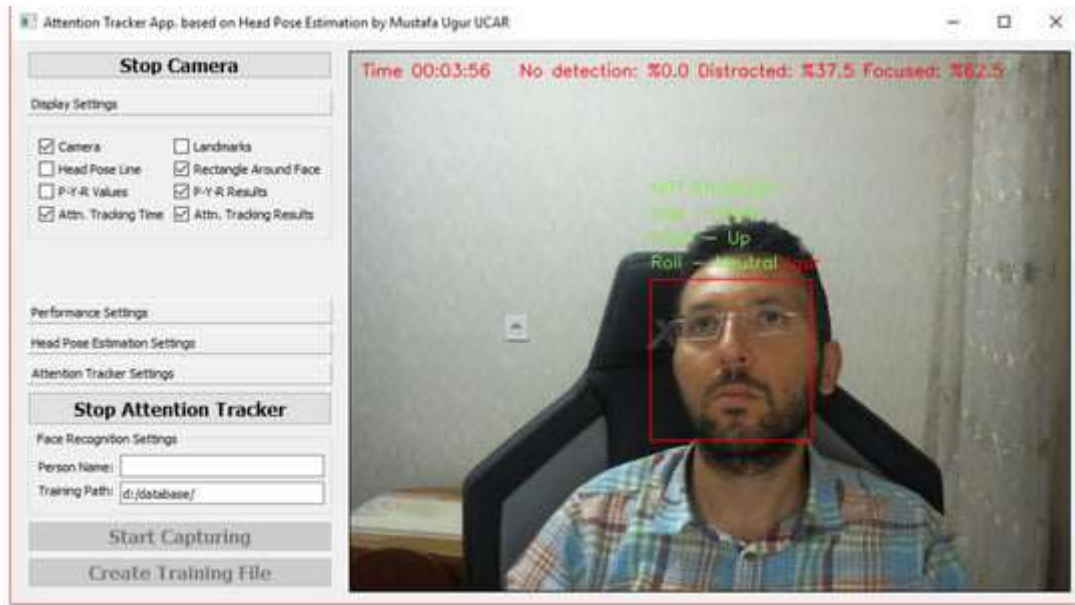 Attention Tracker App. based on Head Pose Estimation by Mustafa Ugur UCAR
Stop Camera
Display Settings
Camera
Landmarks
Head Pose Line
Rectangle Around Face
P-Y-R Values
P-Y-R Results
Attn. Tracking Time
Attn. Tracking Results
Performance Settings
Head Pose Estimation Settings
Attention Tracker Settings
Stop Attention Tracker
Face Recognition Settings
Person Name:
Training Path: d:/database/
Start Capturing
Create Training File
Time 00:03:56 No detection: %0.0 Distracted: %37.5 Focused: %62.5
– Up
Roll – Neutral